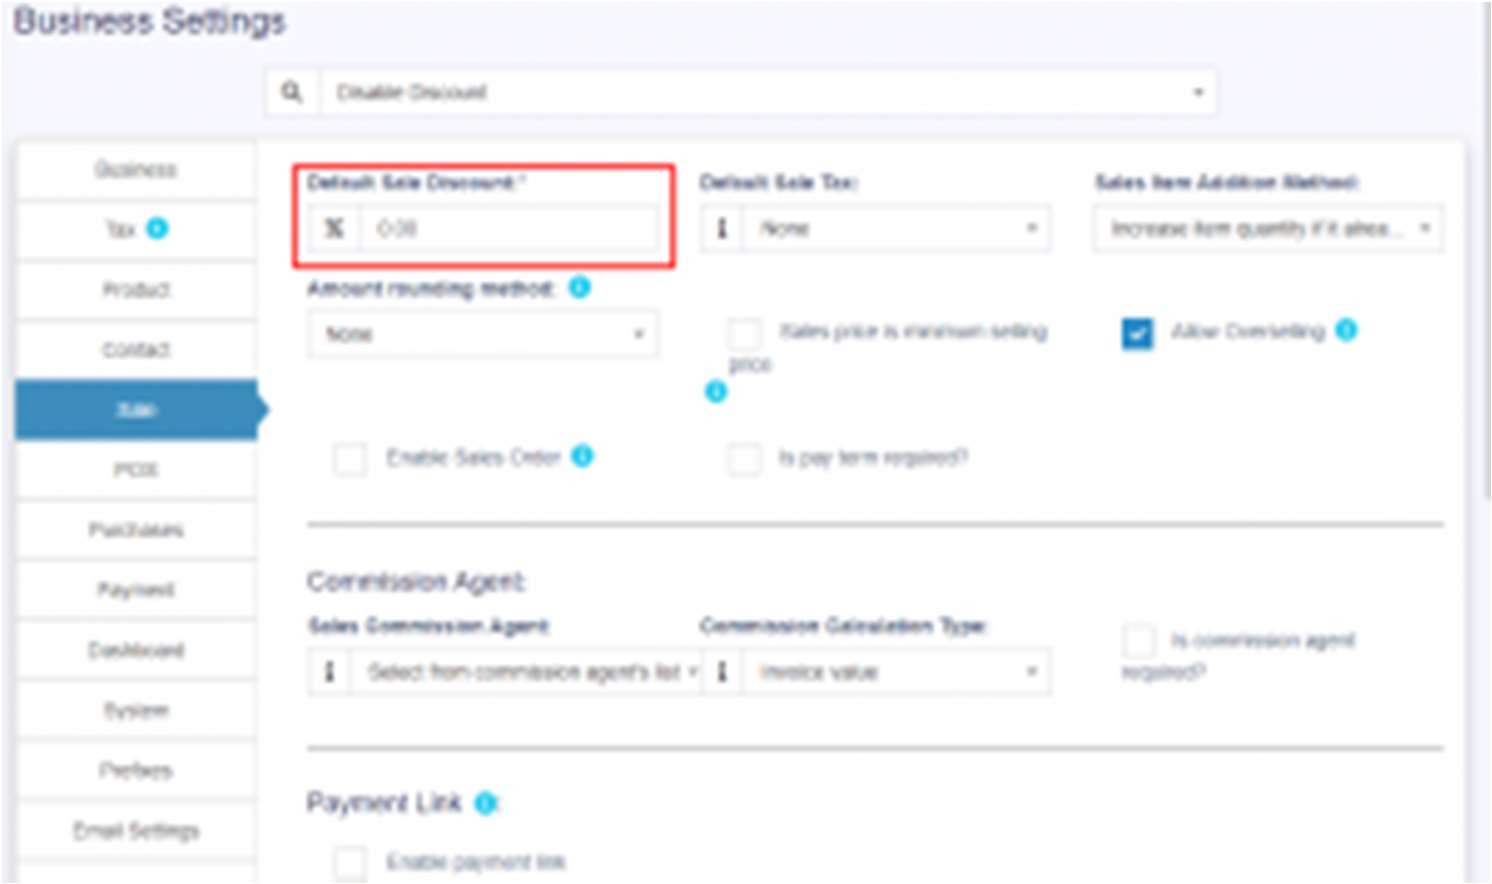 Business Settings
Disable Discount
Business
Tax
Product
Contact
Sale
POS
Purchases
Payment
Dashboard
System
Prefixes
Email Settings
Default Sale Discount:*
Default Sale Tax:
None
Sales Item Addition Method:
Increase item quantity if it alrea...
Amount rounding method:
None
Sales price is minimum selling
price
Allow Overselling
Enable Sales Order
Is pay term required?
Commission Agent:
Sales Commission Agent:
Select from commission agent's list
Commission Calculation Type:
Invoice value
Is commission agent
required?
Payment Link
Enable payment link